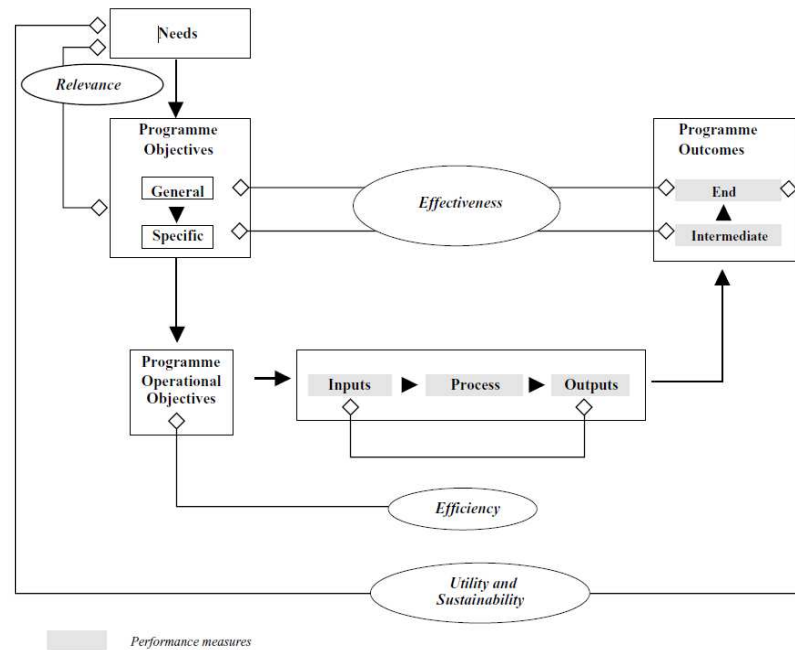 Needs
Relevance
Programme
Objectives
General
Specific
Effectiveness
Programme
Outcomes
End
Intermediate
Programme
Operational
Objectives
Inputs
Process
Outputs
Efficiency
Utility and
Sustainability
Performance measures